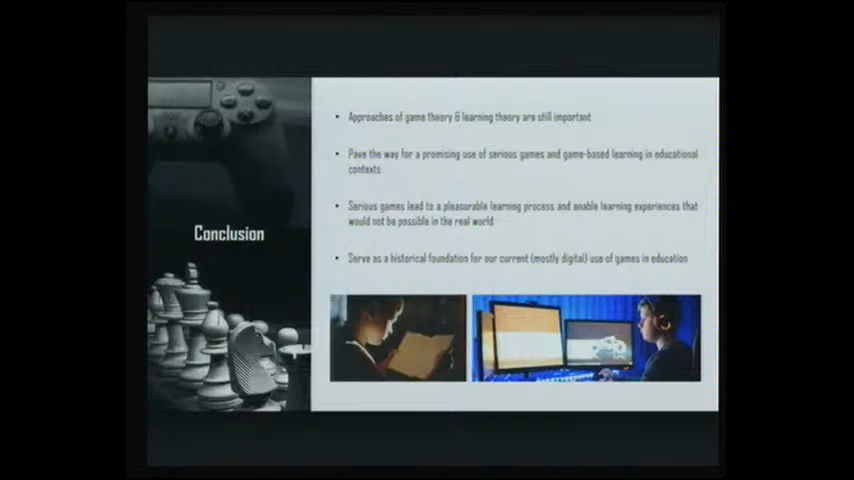 Conclusion
• Approaches of game theory & learning theory are still important
• Pave the way for a promising use of serious games and game-based learning in educational
contexts
• Serious games lead to a pleasurable learning process and enable learning experiences that
would not be possible in the real world
• Serve as a historical foundation for our current (mostly digital) use of games in education